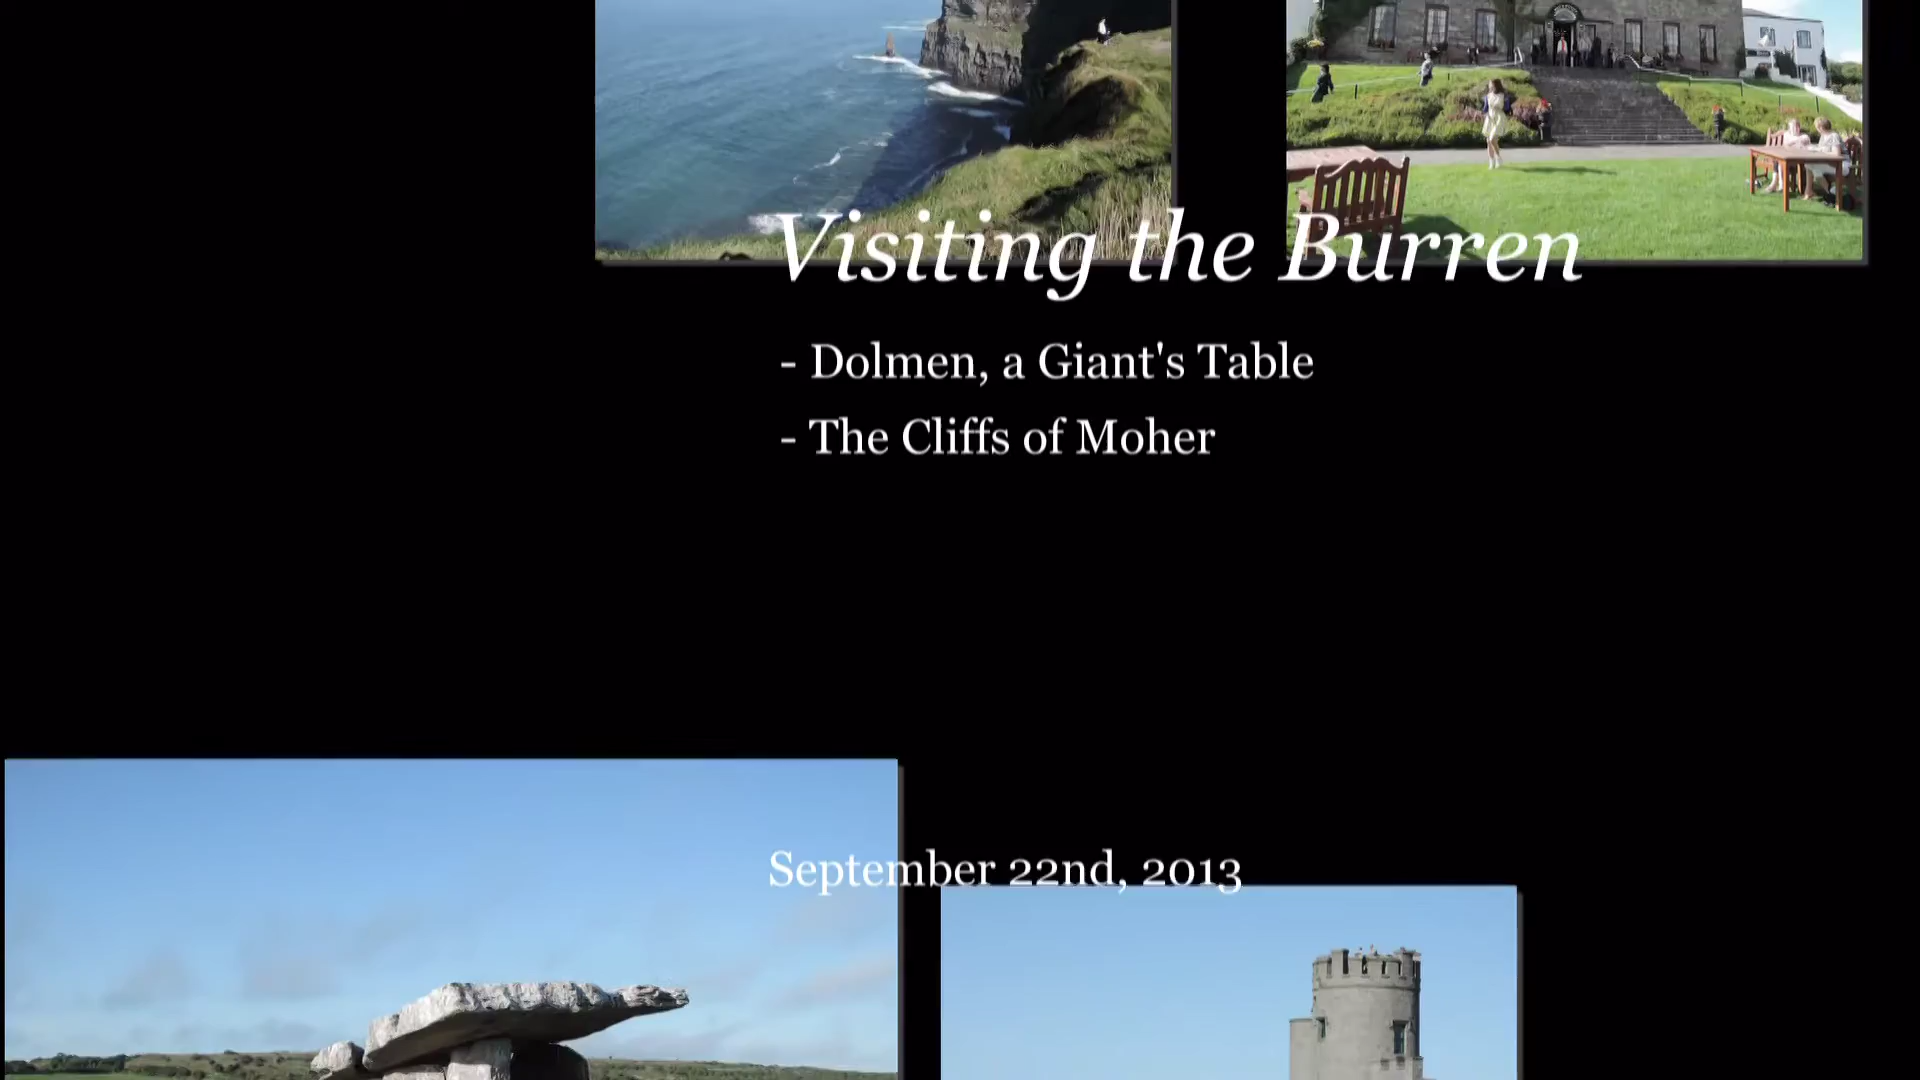 Visiting the Burren
- Dolmen, a Giant's Table
- The Cliffs of Moher
September 22nd, 2013